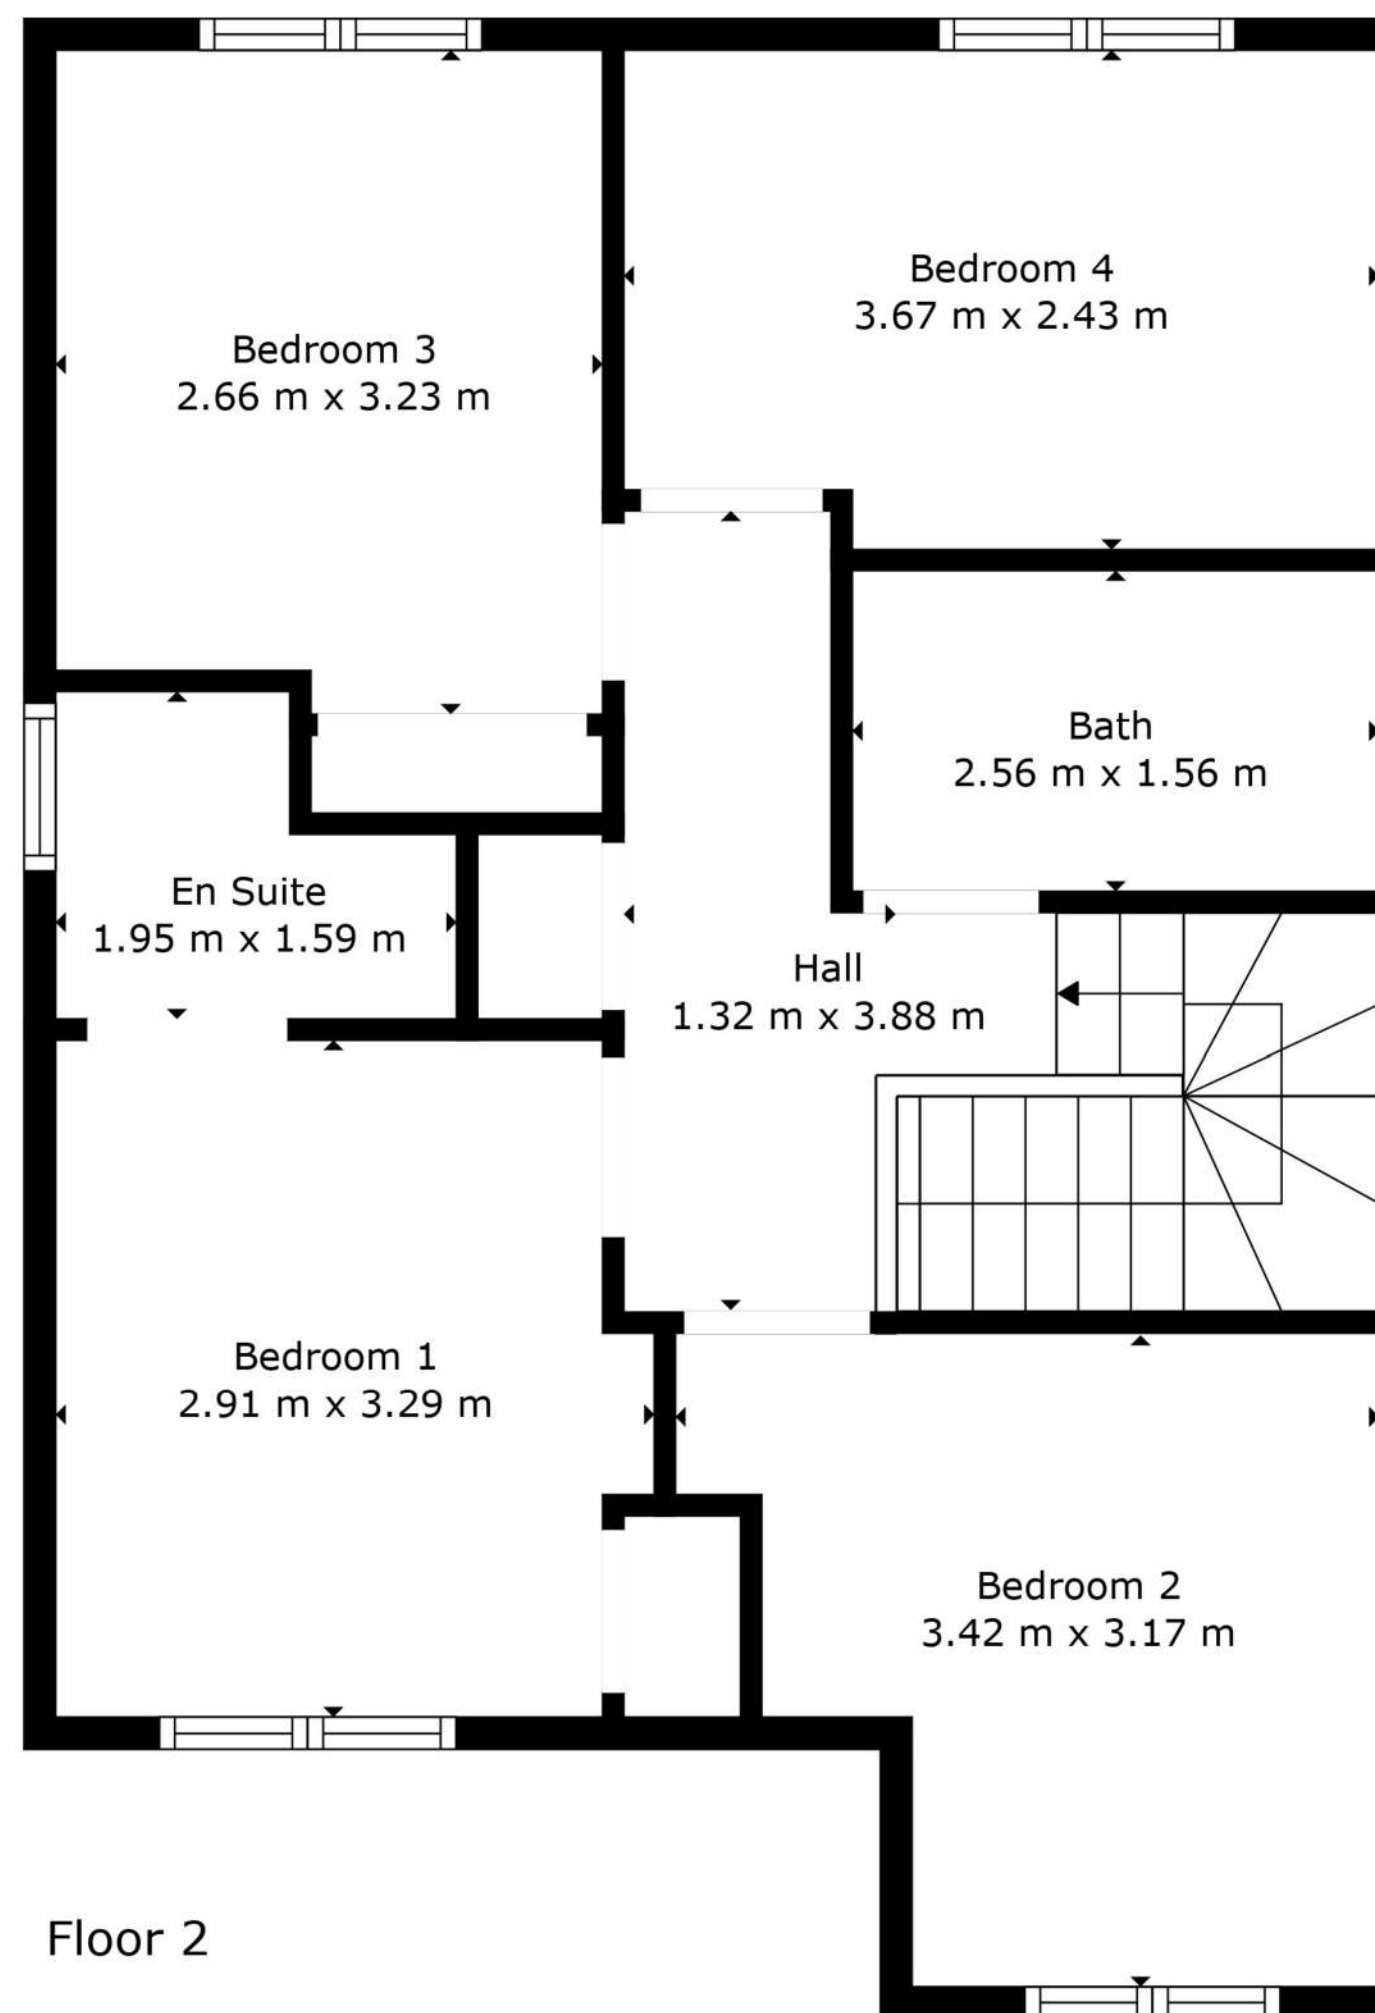 Bedroom 4
3.67 m x 2.43 m
Bedroom 3
2.66 m x 3.23 m
Bath
2.56 m x 1.56 m
En Suite
1.95 m x 1.59 m
Hall
1.32 m x 3.88 m
Bedroom 1
2.91 m x 3.29 m
Bedroom 2
3.42 m x 3.17 m
Floor 2